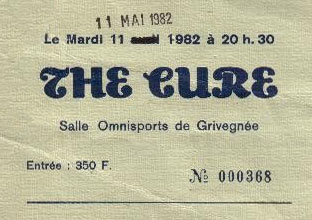 11 MAI 1982
Le Mardi 11 1982 à 20 h. 30
THE CURE
Salle Omnisports de Grivegnée
Entrée : 350 F.
№ 000368